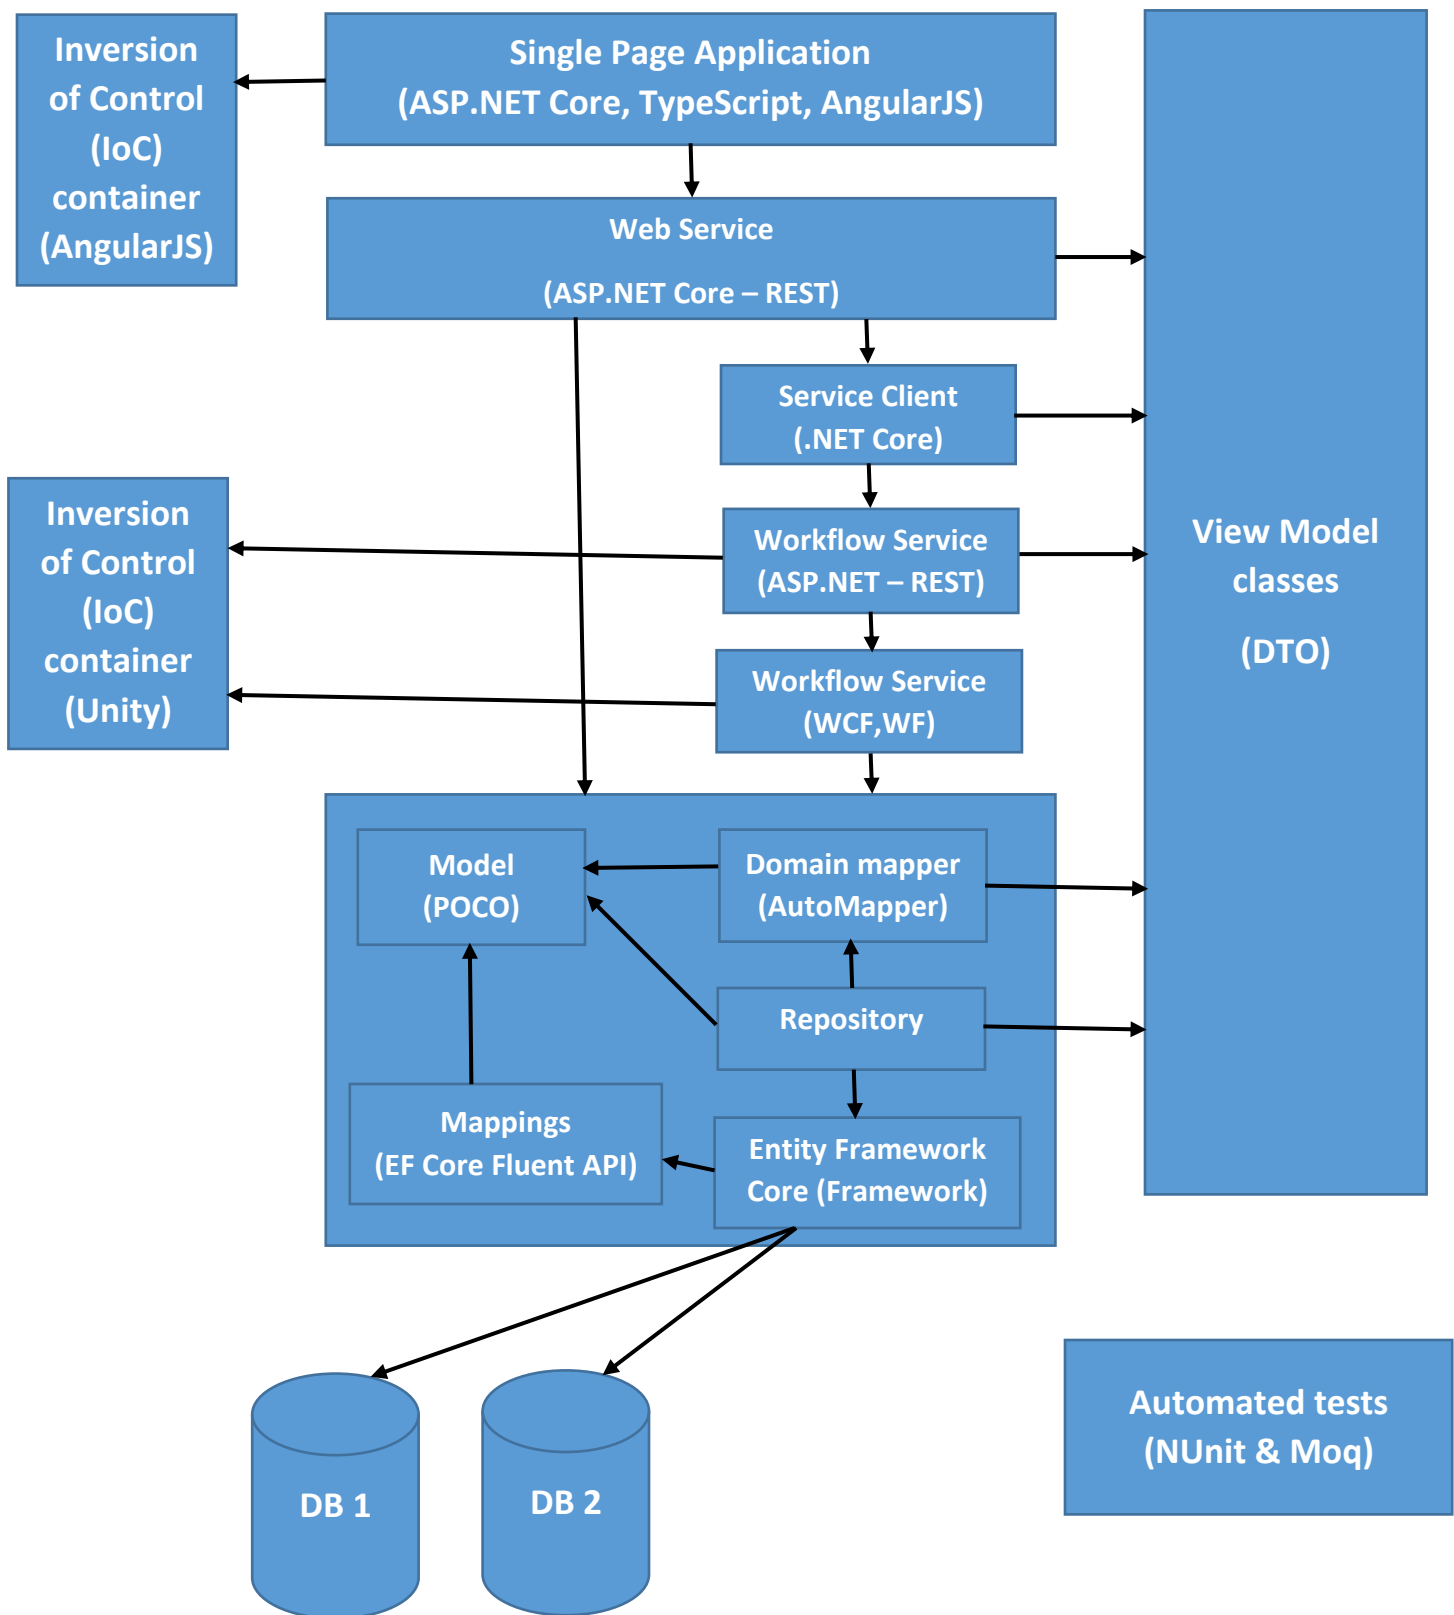 Inversion
of Control
(IoC)
container
(AngularJS)
Single Page Application
(ASP.NET Core, TypeScript, AngularJS)
Web Service
(ASP.NET Core – REST)
Service Client
(.NET Core)
Inversion
of Control
(IoC)
container
(Unity)
Workflow Service
(ASP.NET – REST)
Workflow Service
(WCF,WF)
View Model
classes
(DTO)
Model
(POCO)
Domain mapper
(AutoMapper)
Repository
Mappings
(EF Core Fluent API)
Entity Framework
Core (Framework)
DB 1
DB 2
Automated tests
(NUnit & Moq)